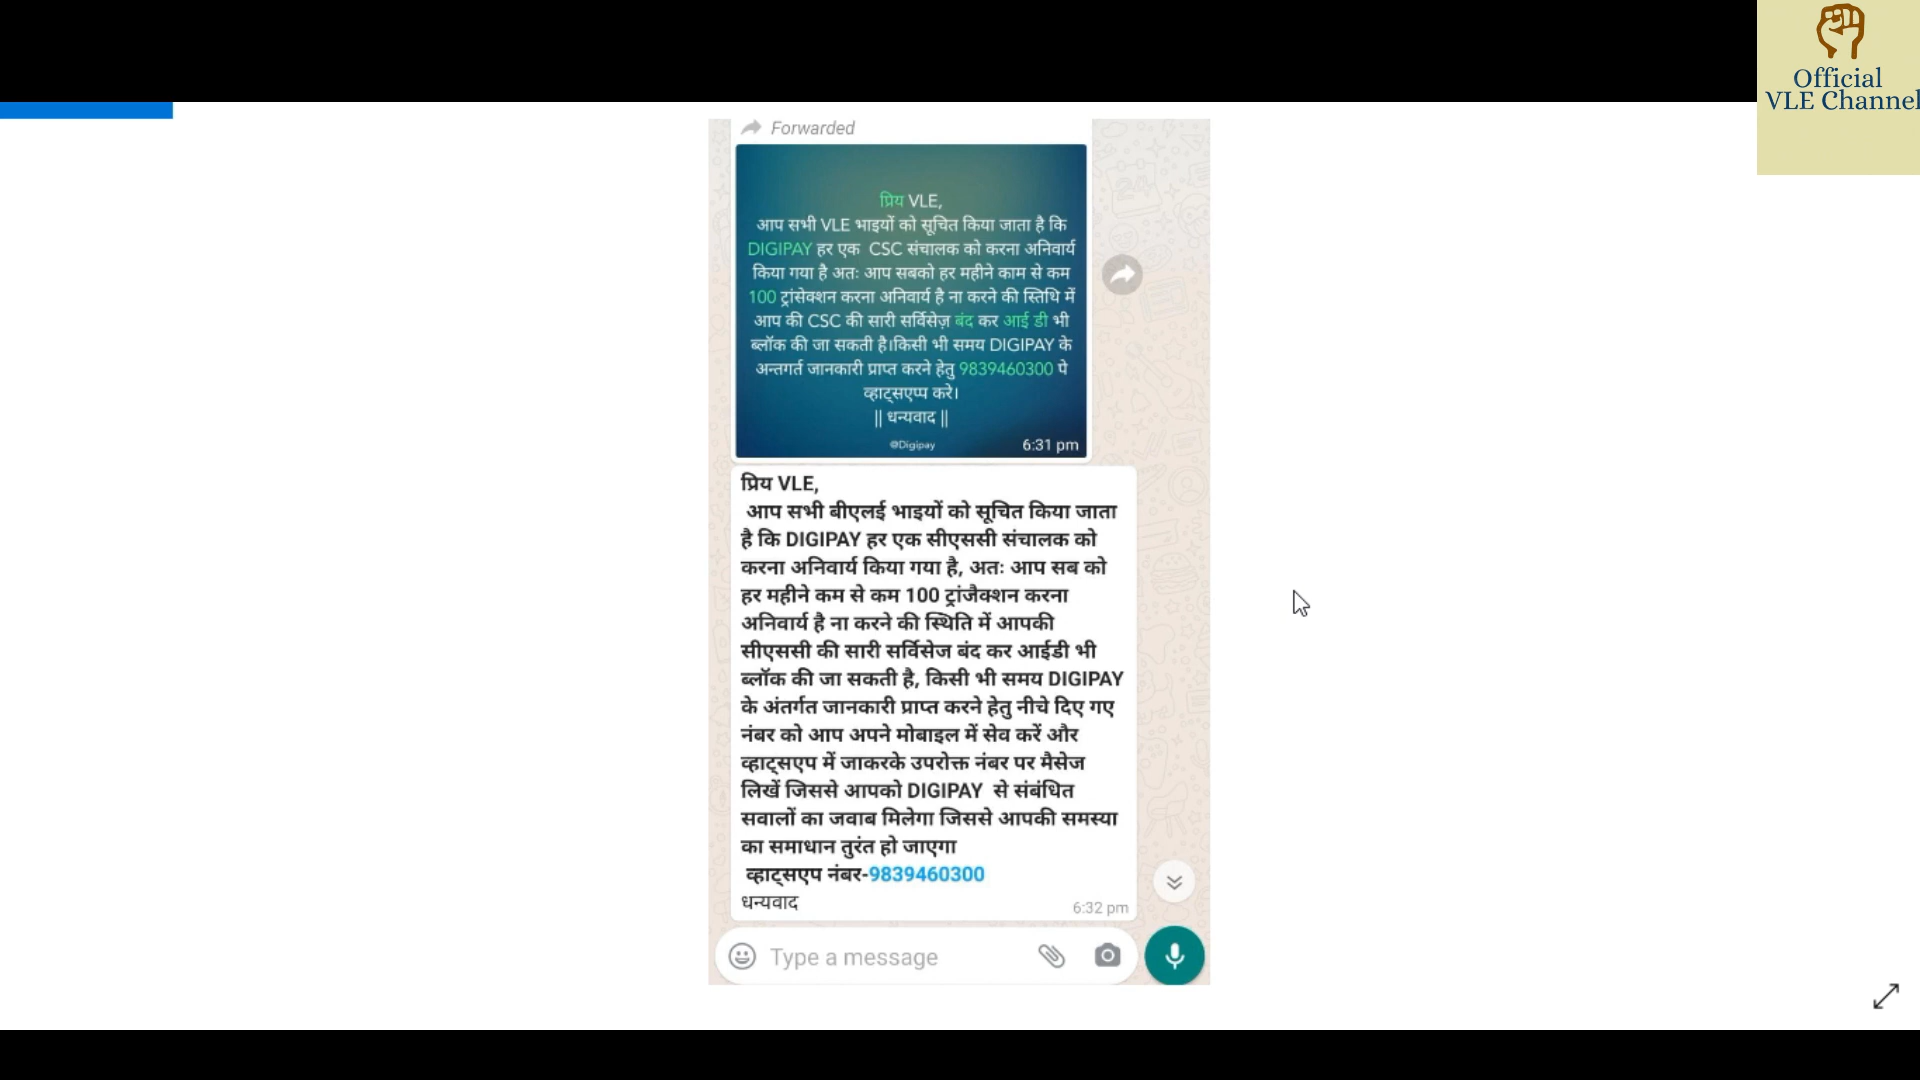 Official
VLE Channel
Forwarded
प्रिय VLE,
आप सभी VLE भाइयों को सूचित किया जाता है कि
DIGIPAY हर एक CSC संचालक को करना अनिवार्य
किया गया है अतः आप सबको हर महीने काम से कम
100 ट्रांसेक्शन करना अनिवार्य है ना करने की स्तिथि में
आप की CSC की सारी सर्विसेज़ बंद कर आई डी भी
ब्लॉक की जा सकती है।किसी भी समय DIGIPAY के
अन्तगर्त जानकारी प्राप्त करने हेतु 9839460300 पे
व्हाट्सएप्प करे।
|| धन्यवाद ||
@Digipay
6:31 pm
प्रिय VLE,
आप सभी बीएलई भाइयों को सूचित किया जाता
है कि DIGIPAY हर एक सीएससी संचालक को
करना अनिवार्य किया गया है, अतः आप सब को
हर महीने कम से कम 100 ट्रांजैक्शन करना
अनिवार्य है ना करने की स्थिति में आपकी
सीएससी की सारी सर्विसेज बंद कर आईडी भी
ब्लॉक की जा सकती है, किसी भी समय DIGIPAY
के अंतर्गत जानकारी प्राप्त करने हेतु नीचे दिए गए
नंबर को आप अपने मोबाइल में सेव करें और
व्हाट्सएप में जाकरके उपरोक्त नंबर पर मैसेज
लिखें जिससे आपको DIGIPAY से संबंधित
सवालों का जवाब मिलेगा जिससे आपकी समस्या
का समाधान तुरंत हो जाएगा
व्हाट्सएप नंबर-9839460300
धन्यवाद
6:32 pm
Type a message